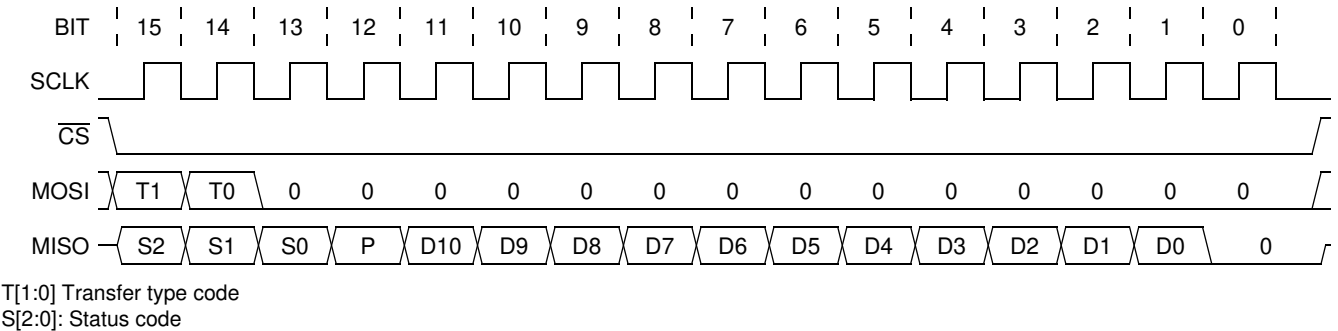 BIT 15 14 13 12 11 10 9 8 7 6 5 4 3 2 1 0
SCLK
CS
MOSI T1 T0 0 0 0 0 0 0 0 0 0 0 0 0 0 0
MISO S2 S1 S0 P D10 D9 D8 D7 D6 D5 D4 D3 D2 D1 D0 0
T[1:0] Transfer type code
S[2:0]: Status code